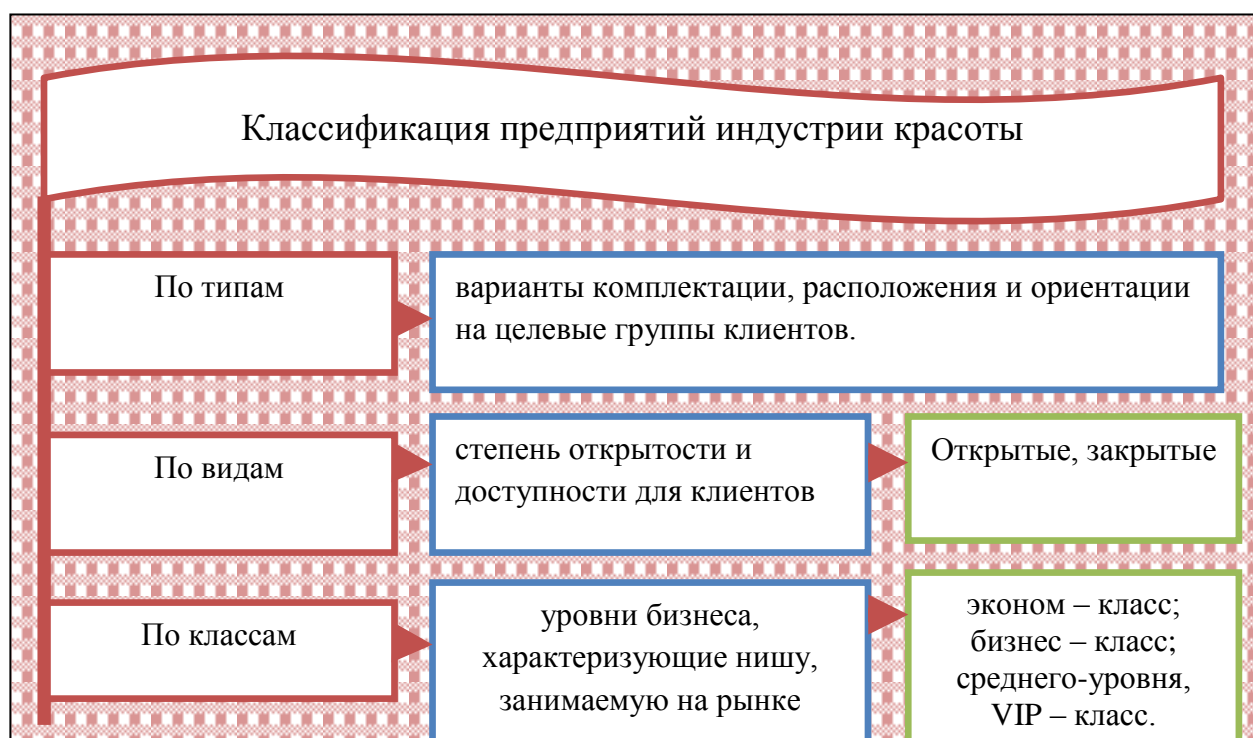 Классификация предприятий индустрии красоты
По типам
варианты комплектации, расположения и ориентации
на целевые группы клиентов.
По видам
степень открытости и
доступности для клиентов
Открытые, закрытые
По классам
уровни бизнеса,
характеризующие нишу,
занимаемую на рынке
эконом – класс;
бизнес – класс;
среднего-уровня,
VIP – класс.